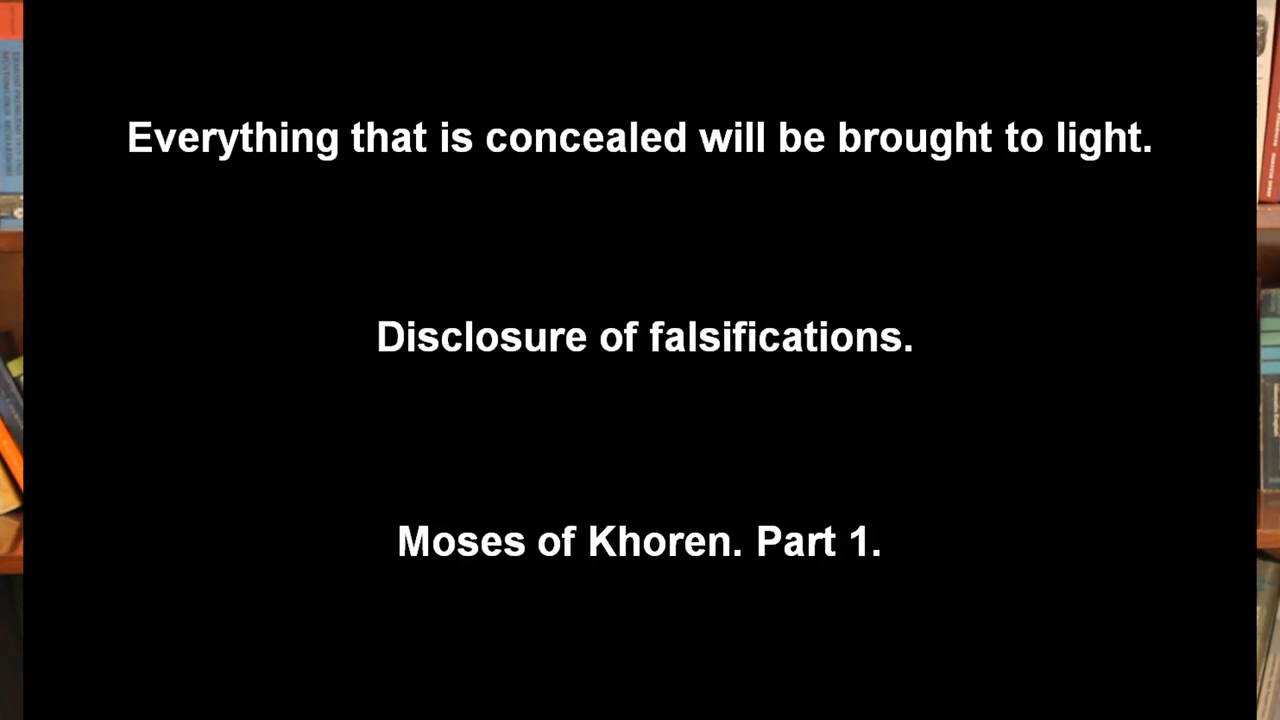 Everything that is concealed will be brought to light.
Disclosure of falsifications.
Moses of Khoren. Part 1.